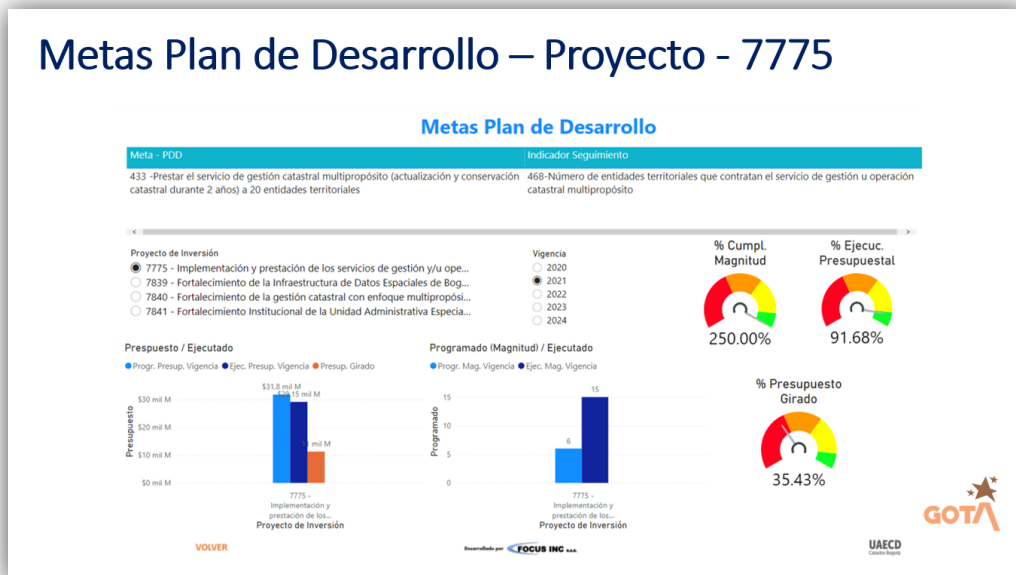 Metas Plan de Desarrollo – Proyecto - 7775
Metas Plan de Desarrollo
Meta - PDD
Indicador Seguimiento
433 -Prestar el servicio de gestión catastral multipropósito (actualización y conservación
catastral durante 2 años) a 20 entidades territoriales
468-Número de entidades territoriales que contratan el servicio de gestión u operación
catastral multipropósito
Proyecto de Inversión
7775 - Implementación y prestación de los servicios de gestión y/u ope...
7839 - Fortalecimiento de la Infraestructura de Datos Espaciales de Bog...
7840 - Fortalecimiento de la gestión catastral con enfoque multipropósi...
7841 - Fortalecimiento Institucional de la Unidad Administrativa Especia...
Vigencia
2020
2021
2022
2023
2024
% Cumpl.
Magnitud
250.00%
% Ejecuc.
Presupuestal
91.68%
Prespuesto / Ejecutado
Progr. Presup. Vigencia
Ejec. Presup. Vigencia
Presup. Girado
Presupuesto
$30 mil M
$20 mil M
$10 mil M
$0 mil M
$31,8 mil M
15 mil M
mil M
7775 -
Implementación y
prestación de los...
Proyecto de Inversión
Programado (Magnitud) / Ejecutado
Progr. Mag. Vigencia
Ejec. Mag. Vigencia
Programado
15
10
5
0
6
15
7775 -
Implementación y
prestación de los...
Proyecto de Inversión
% Presupuesto
Girado
35.43%
GOTA
VOLVER
Desarrollado por
FOCUS INC S.A.S.
UAECD
Catastro Bogotá